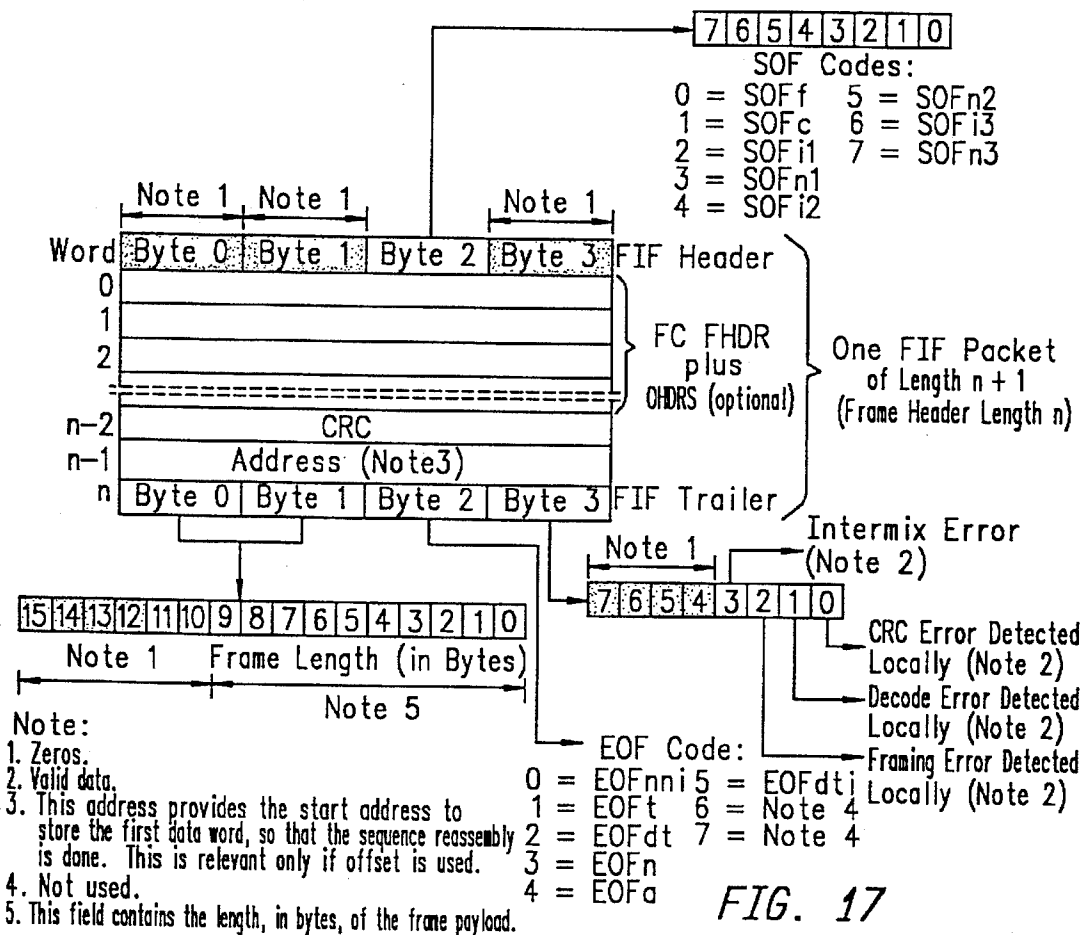 7 6 5 4 3 2 1 0
SOF Codes:
0 = SOFf 5 = SOFn2
1 = SOFc 6 = SOFi3
2 = SOFi1 7 = SOFn3
3 = SOFn1
4 = SOFi2
Note 1 Note 1 Note 1
Word Byte 0 Byte 1 Byte 2 Byte 3 FIF Header
0
1
2
FC FHDR
plus
OHDRS (optional)
One FIF Packet
of Length n + 1
(Frame Header Length n)
n-2 CRC
n-1 Address (Note3)
n Byte 0 Byte 1 Byte 2 Byte 3 FIF Trailer
Note 1
Intermix Error
(Note 2)
7 6 5 4 3 2 1 0
15 14 13 12 11 10 9 8 7 6 5 4 3 2 1 0
Note 1 Frame Length (in Bytes)
Note 5
CRC Error Detected
Locally (Note 2)
Decode Error Detected
Locally (Note 2)
Framing Error Detected
Locally (Note 2)
EOF Code:
0 = EOFnni 5 = EOFdti
1 = EOFt 6 = Note 4
2 = EOFdt 7 = Note 4
3 = EOFn
4 = EOFa
Note:
1. Zeros.
2. Valid data.
3. This address provides the start address to
store the first data word, so that the sequence reassembly
is done. This is relevant only if offset is used.
4. Not used.
5. This field contains the length, in bytes, of the frame payload.
FIG. 17